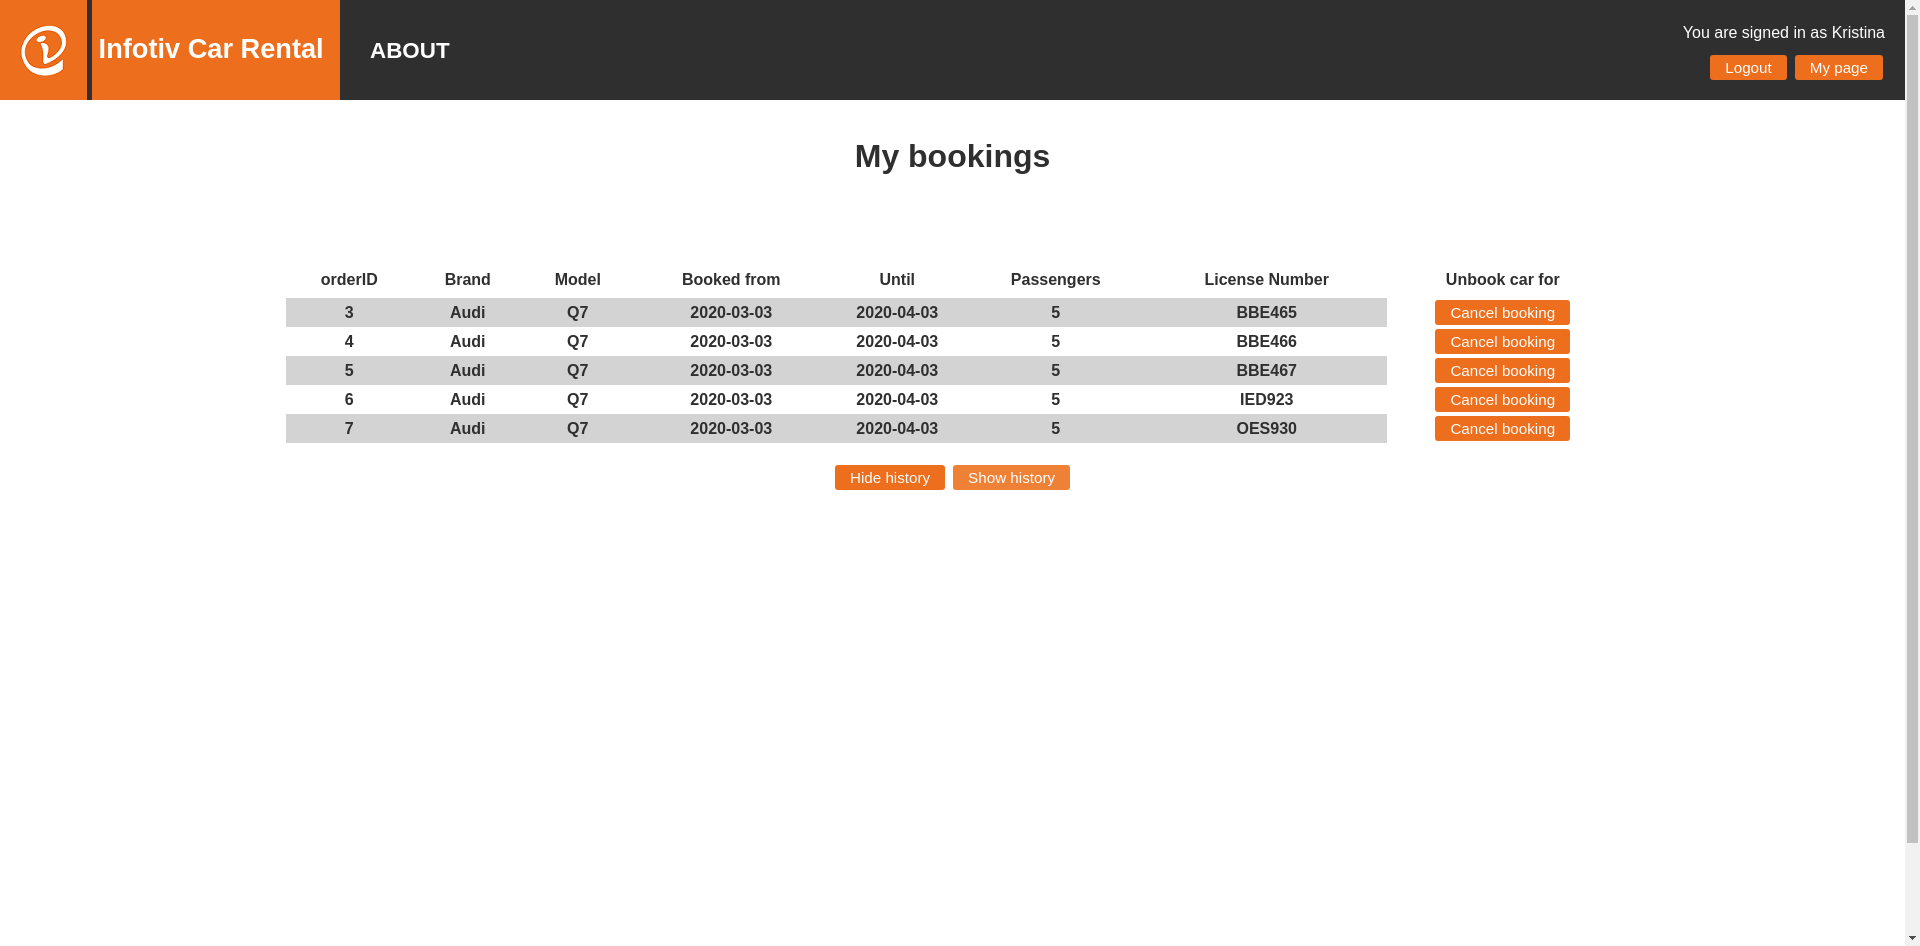 Infotiv Car Rental
ABOUT
You are signed in as Kristina
Logout My page
My bookings
orderID Brand Model Booked from Until Passengers License Number Unbook car for
3 Audi Q7 2020-03-03 2020-04-03 5 BBE465 Cancel booking
4 Audi Q7 2020-03-03 2020-04-03 5 BBE466 Cancel booking
5 Audi Q7 2020-03-03 2020-04-03 5 BBE467 Cancel booking
6 Audi Q7 2020-03-03 2020-04-03 5 IED923 Cancel booking
7 Audi Q7 2020-03-03 2020-04-03 5 OES930 Cancel booking
Hide history Show history